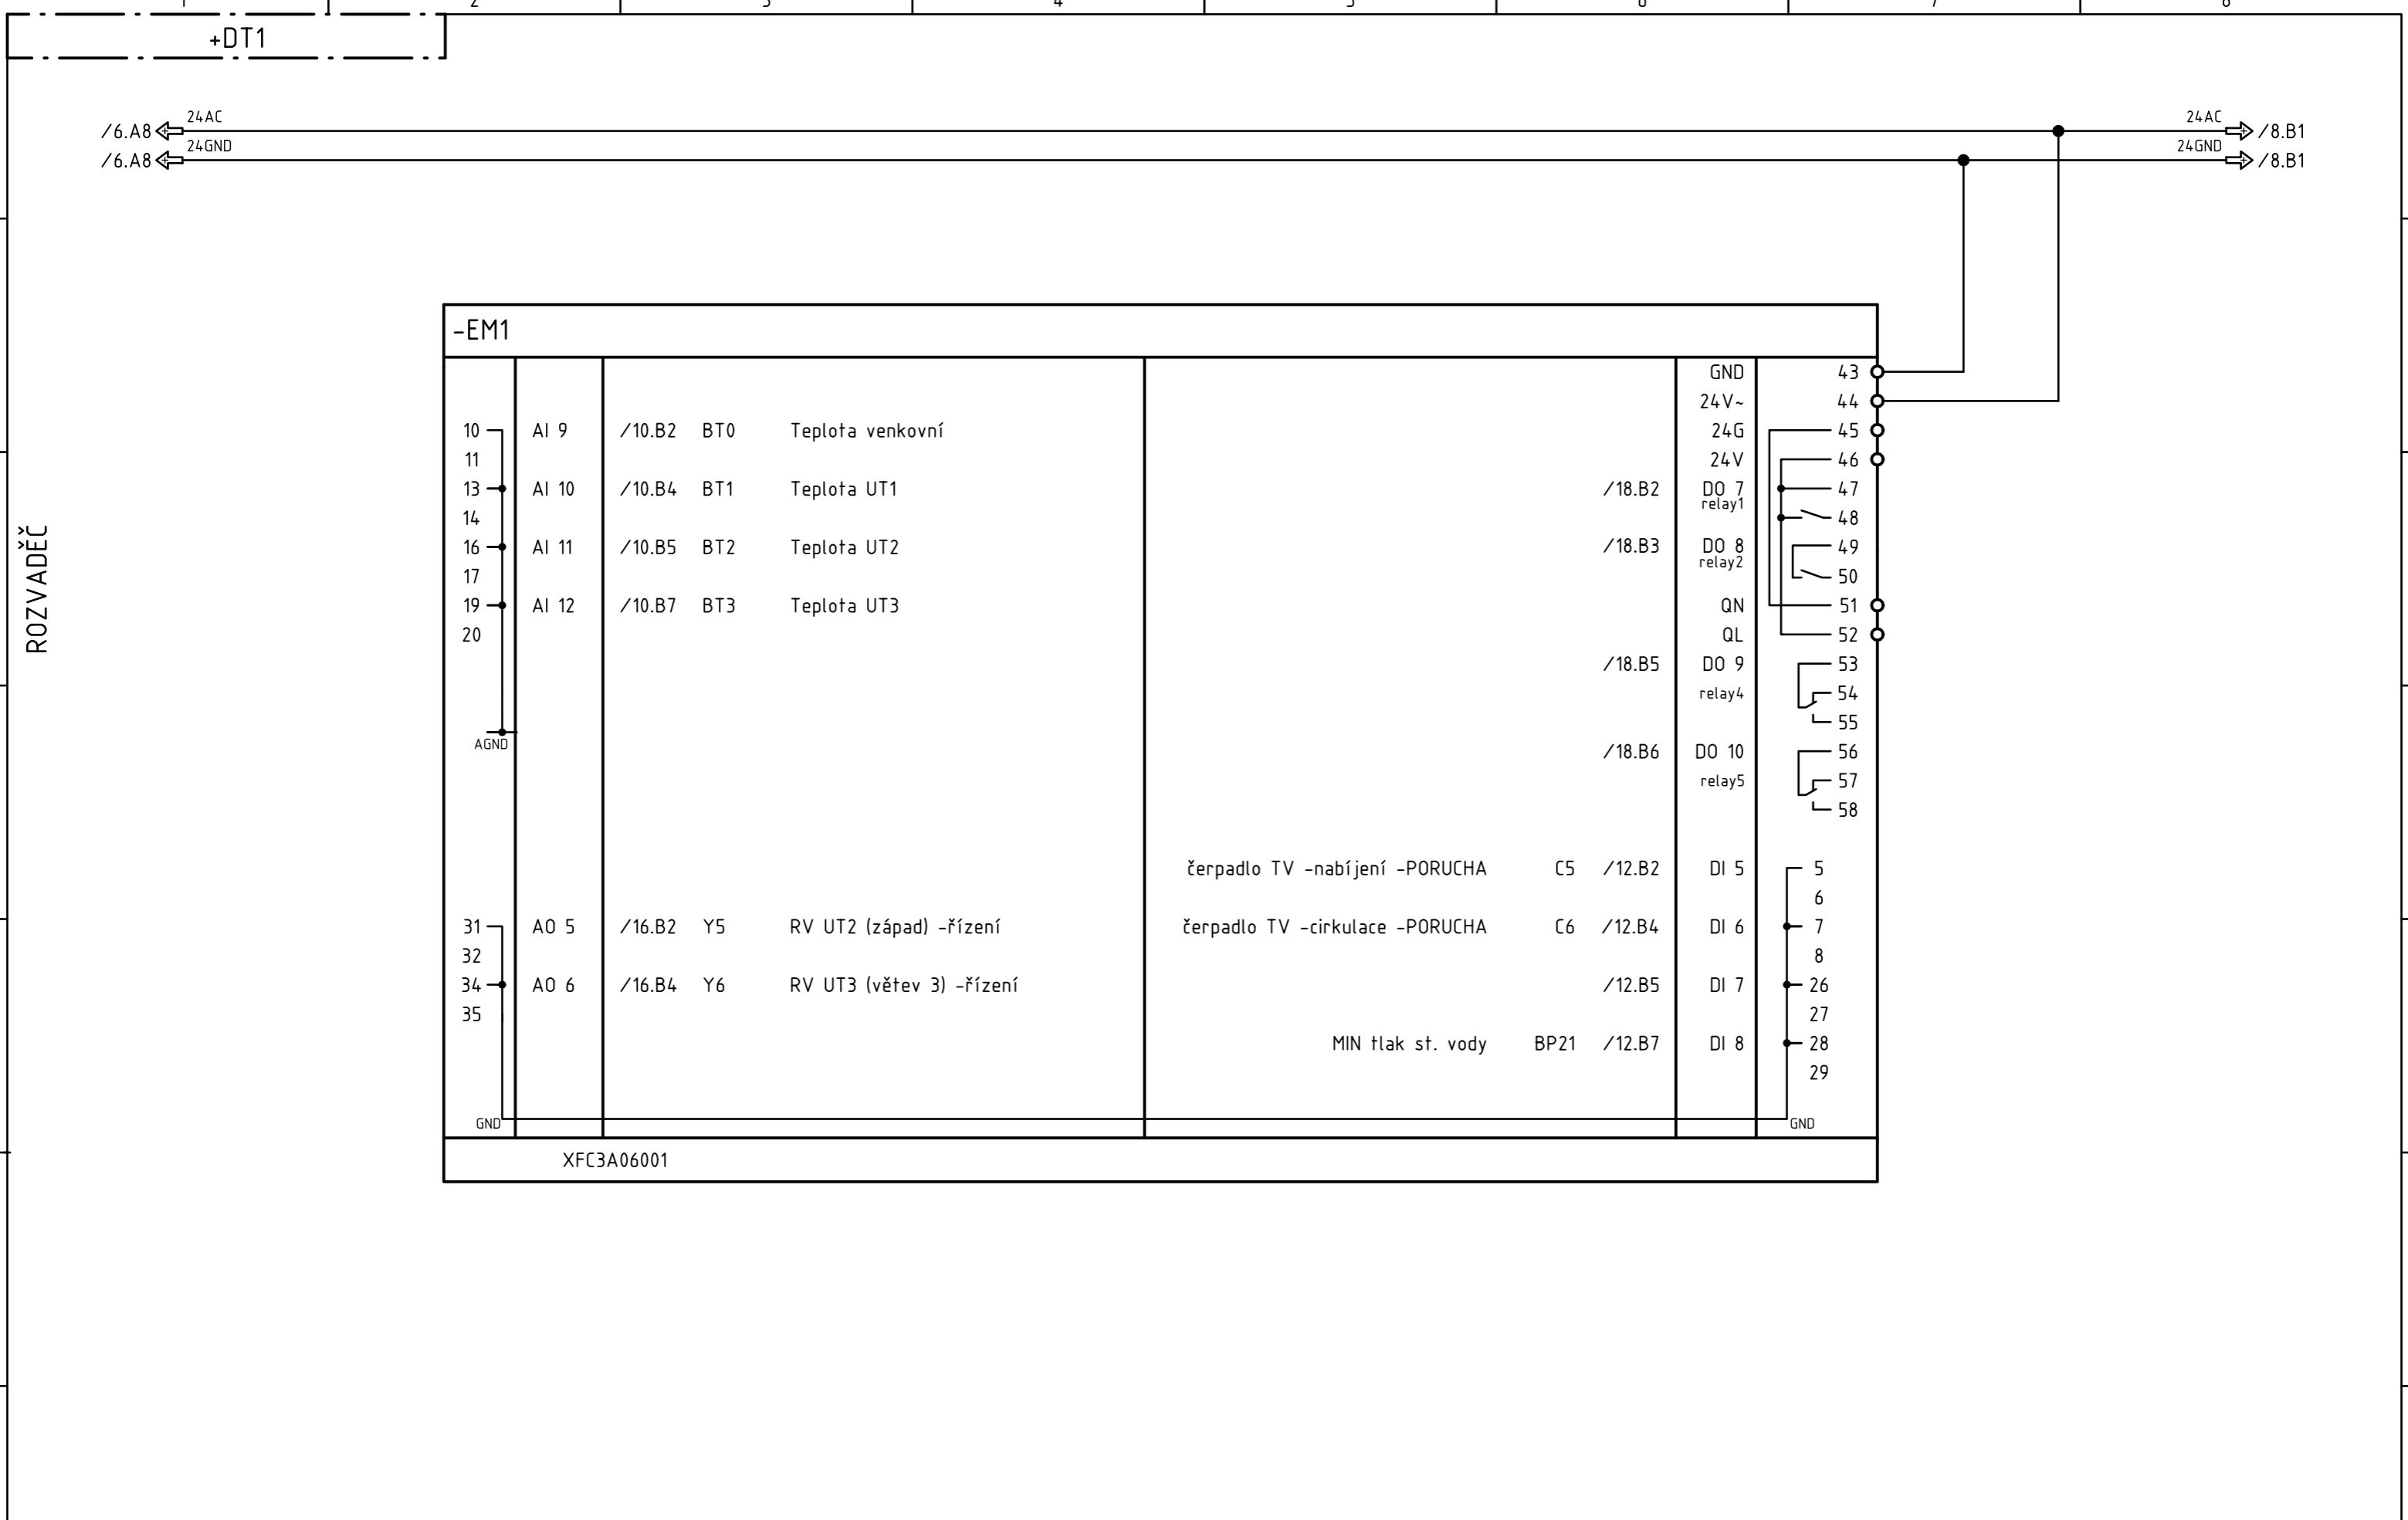 +DT1
24AC 24AC
/6.A8 /8.B1
24GND 24GND
/6.A8 /8.B1
ROZVADĚČ
-EM1
GND 43
24V~ 44
10 AI 9 /10.B2 BT0 Teplota venkovní 24G 45
11 24V 46
13 AI 10 /10.B4 BT1 Teplota UT1 /18.B2 DO 7 47
relay1
14 48
16 AI 11 /10.B5 BT2 Teplota UT2 /18.B3 DO 8 49
relay2
17 50
19 AI 12 /10.B7 BT3 Teplota UT3 QN 51
20 QL 52
/18.B5 DO 9 53
relay4 54
55
AGND
/18.B6 DO 10 56
relay5 57
58
čerpadlo TV -nabíjení -PORUCHA C5 /12.B2 DI 5 5
6
31 AO 5 /16.B2 Y5 RV UT2 (západ) -řízení čerpadlo TV -cirkulace -PORUCHA C6 /12.B4 DI 6 7
32 8
34 AO 6 /16.B4 Y6 RV UT3 (větev 3) -řízení /12.B5 DI 7 26
35 27
MIN tlak st. vody BP21 /12.B7 DI 8 28
29
GND GND
XFC3A06001